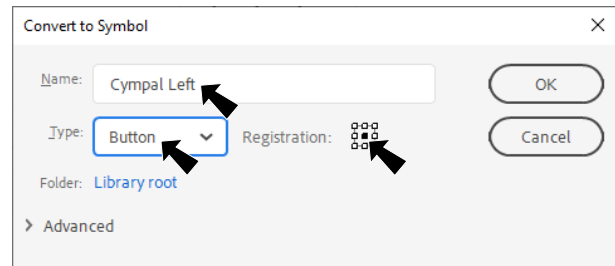 Convert to Symbol
Name: Cympal Left
OK
Type: Button Registration:
Cancel
Folder: Library root
Advanced